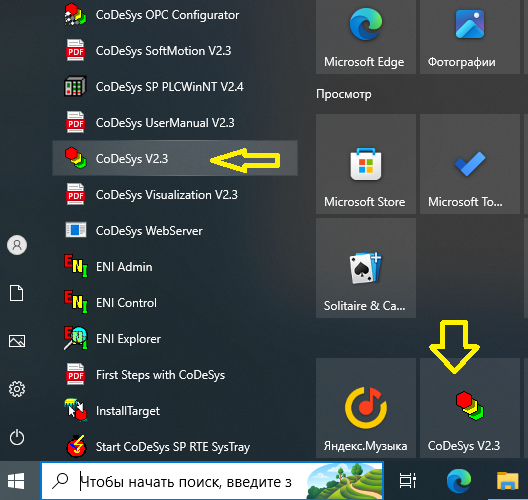 CoDeSys OPC Configurator
CoDeSys SoftMotion V2.3
CoDeSys SP PLCWinNT V2.4
CoDeSys UserManual V2.3
CoDeSys V2.3
CoDeSys Visualization V2.3
CoDeSys WebServer
ENI Admin
ENI Control
ENI Explorer
First Steps with CoDeSys
InstallTarget
Start CoDeSys SP RTE SysTray
Microsoft Edge
Фотографии
Просмотр
Microsoft Store
Microsoft To...
Solitaire & Ca...
Яндекс.Музыка
CoDeSys V2.3
Чтобы начать поиск, введите з